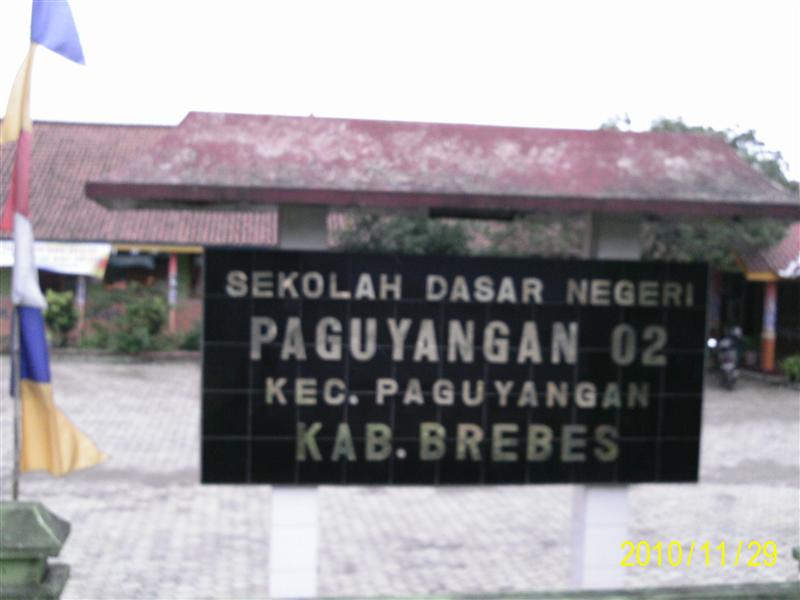 SEKOLAH DASAR NEGERI
PAGUYANGAN 02
KEC. PAGUYANGAN
KAB. BREBES
2010/11/29